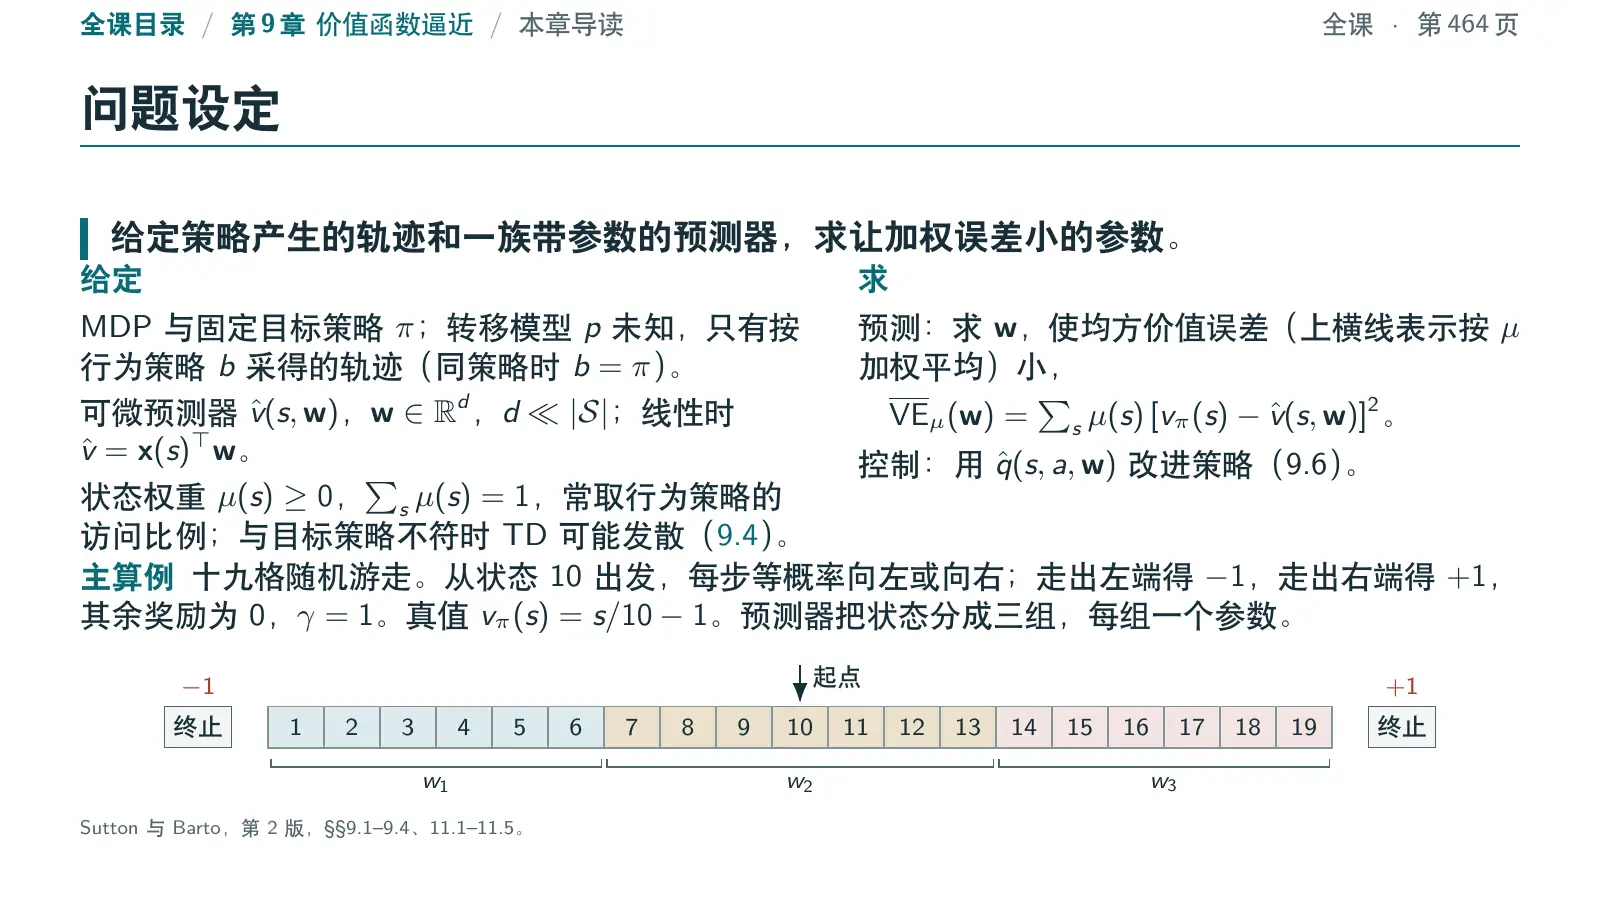 全课目录 / 第 9 章 价值函数逼近 / 本章导读
全课 · 第 464 页
问题设定
给定策略产生的轨迹和一族带参数的预测器，求让加权误差小的参数。
给定
MDP 与固定目标策略 π；转移模型 p 未知，只有按
行为策略 b 采得的轨迹（同策略时 b = π）。
可微预测器 v̂(s, w)，w ∈ ℝ^d，d ≪ |𝒮|；线性时
v̂ = x(s)^⊤w。
状态权重 μ(s) ≥ 0，∑_s μ(s) = 1，常取行为策略的
访问比例；与目标策略不符时 TD 可能发散（9.4）。
求
预测：求 w，使均方价值误差（上横线表示按 μ
加权平均）小，
V̅E̅_μ(w) = ∑_s μ(s) [v_π(s) − v̂(s, w)]²。
控制：用 q̂(s, a, w) 改进策略（9.6）。
主算例 十九格随机游走。从状态 10 出发，每步等概率向左或向右；走出左端得 −1，走出右端得 +1，
其余奖励为 0，γ = 1。真值 v_π(s) = s/10 − 1。预测器把状态分成三组，每组一个参数。
起点
−1 +1
终止 1 2 3 4 5 6 7 8 9 10 11 12 13 14 15 16 17 18 19 终止
w₁ w₂ w₃
Sutton 与 Barto，第 2 版，§§9.1–9.4、11.1–11.5。